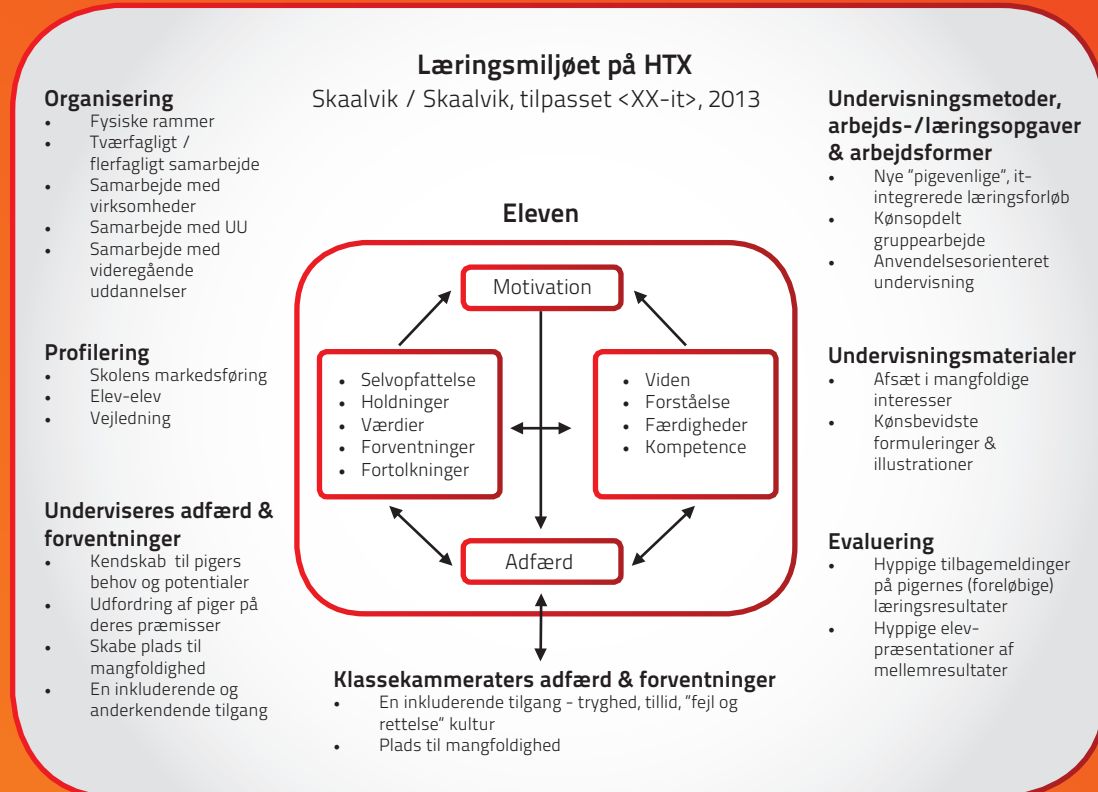 Læringsmiljøet på HTX
Skaalvik / Skaalvik, tilpasset <XX-it>, 2013
Organisering
• Fysiske rammer
• Tværfagligt /
flerfagligt samarbejde
• Samarbejde med
virksomheder
• Samarbejde med UU
• Samarbejde med
videregående
uddannelser
Profilering
• Skolens markedsføring
• Elev-elev
• Vejledning
Underviseres adfærd &
forventninger
• Kendskab til pigers
behov og potentialer
• Udfordring af piger på
deres præmisser
• Skabe plads til
mangfoldighed
• En inkluderende og
anderkendende tilgang
Eleven
Motivation
• Selvopfattelse
• Holdninger
• Værdier
• Forventninger
• Fortolkninger
• Viden
• Forståelse
• Færdigheder
• Kompetence
Adfærd
Klassekammeraters adfærd & forventninger
• En inkluderende tilgang - tryghed, tillid, "fejl og
rettelse" kultur
• Plads til mangfoldighed
Undervisningsmetoder,
arbejds-/læringsopgaver
& arbejdsformer
• Nye "pigevenlige", it-
integrerede læringsforløb
• Kønsopdelt
gruppearbejde
• Anvendelsesorienteret
undervisning
Undervisningsmaterialer
• Afsæt i mangfoldige
interesser
• Kønsbevidste
formuleringer &
illustrationer
Evaluering
• Hyppige tilbagemeldinger
på pigernes (foreløbige)
læringsresultater
• Hyppige elev-
præsentationer af
mellemresultater